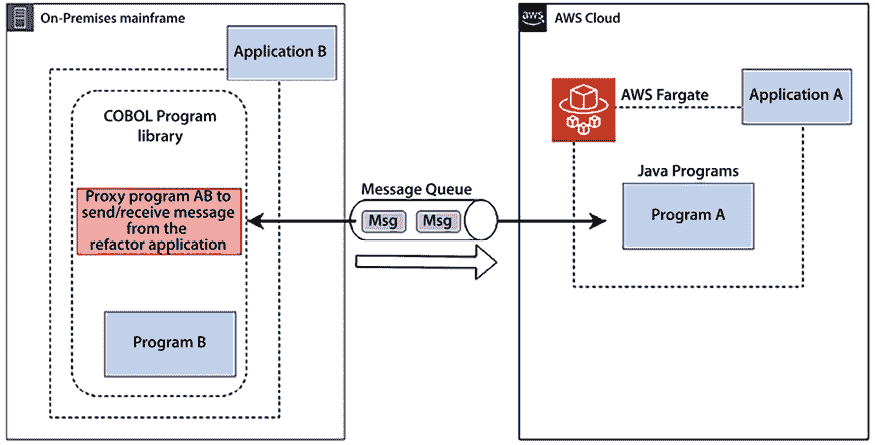 On-Premises mainframe
Application B
COBOL Program
library
Proxy program AB to
send/receive message
from the
refactor application
Program B
Message Queue
Msg
Msg
aws
AWS Cloud
AWS Fargate
Application A
Java Programs
Program A